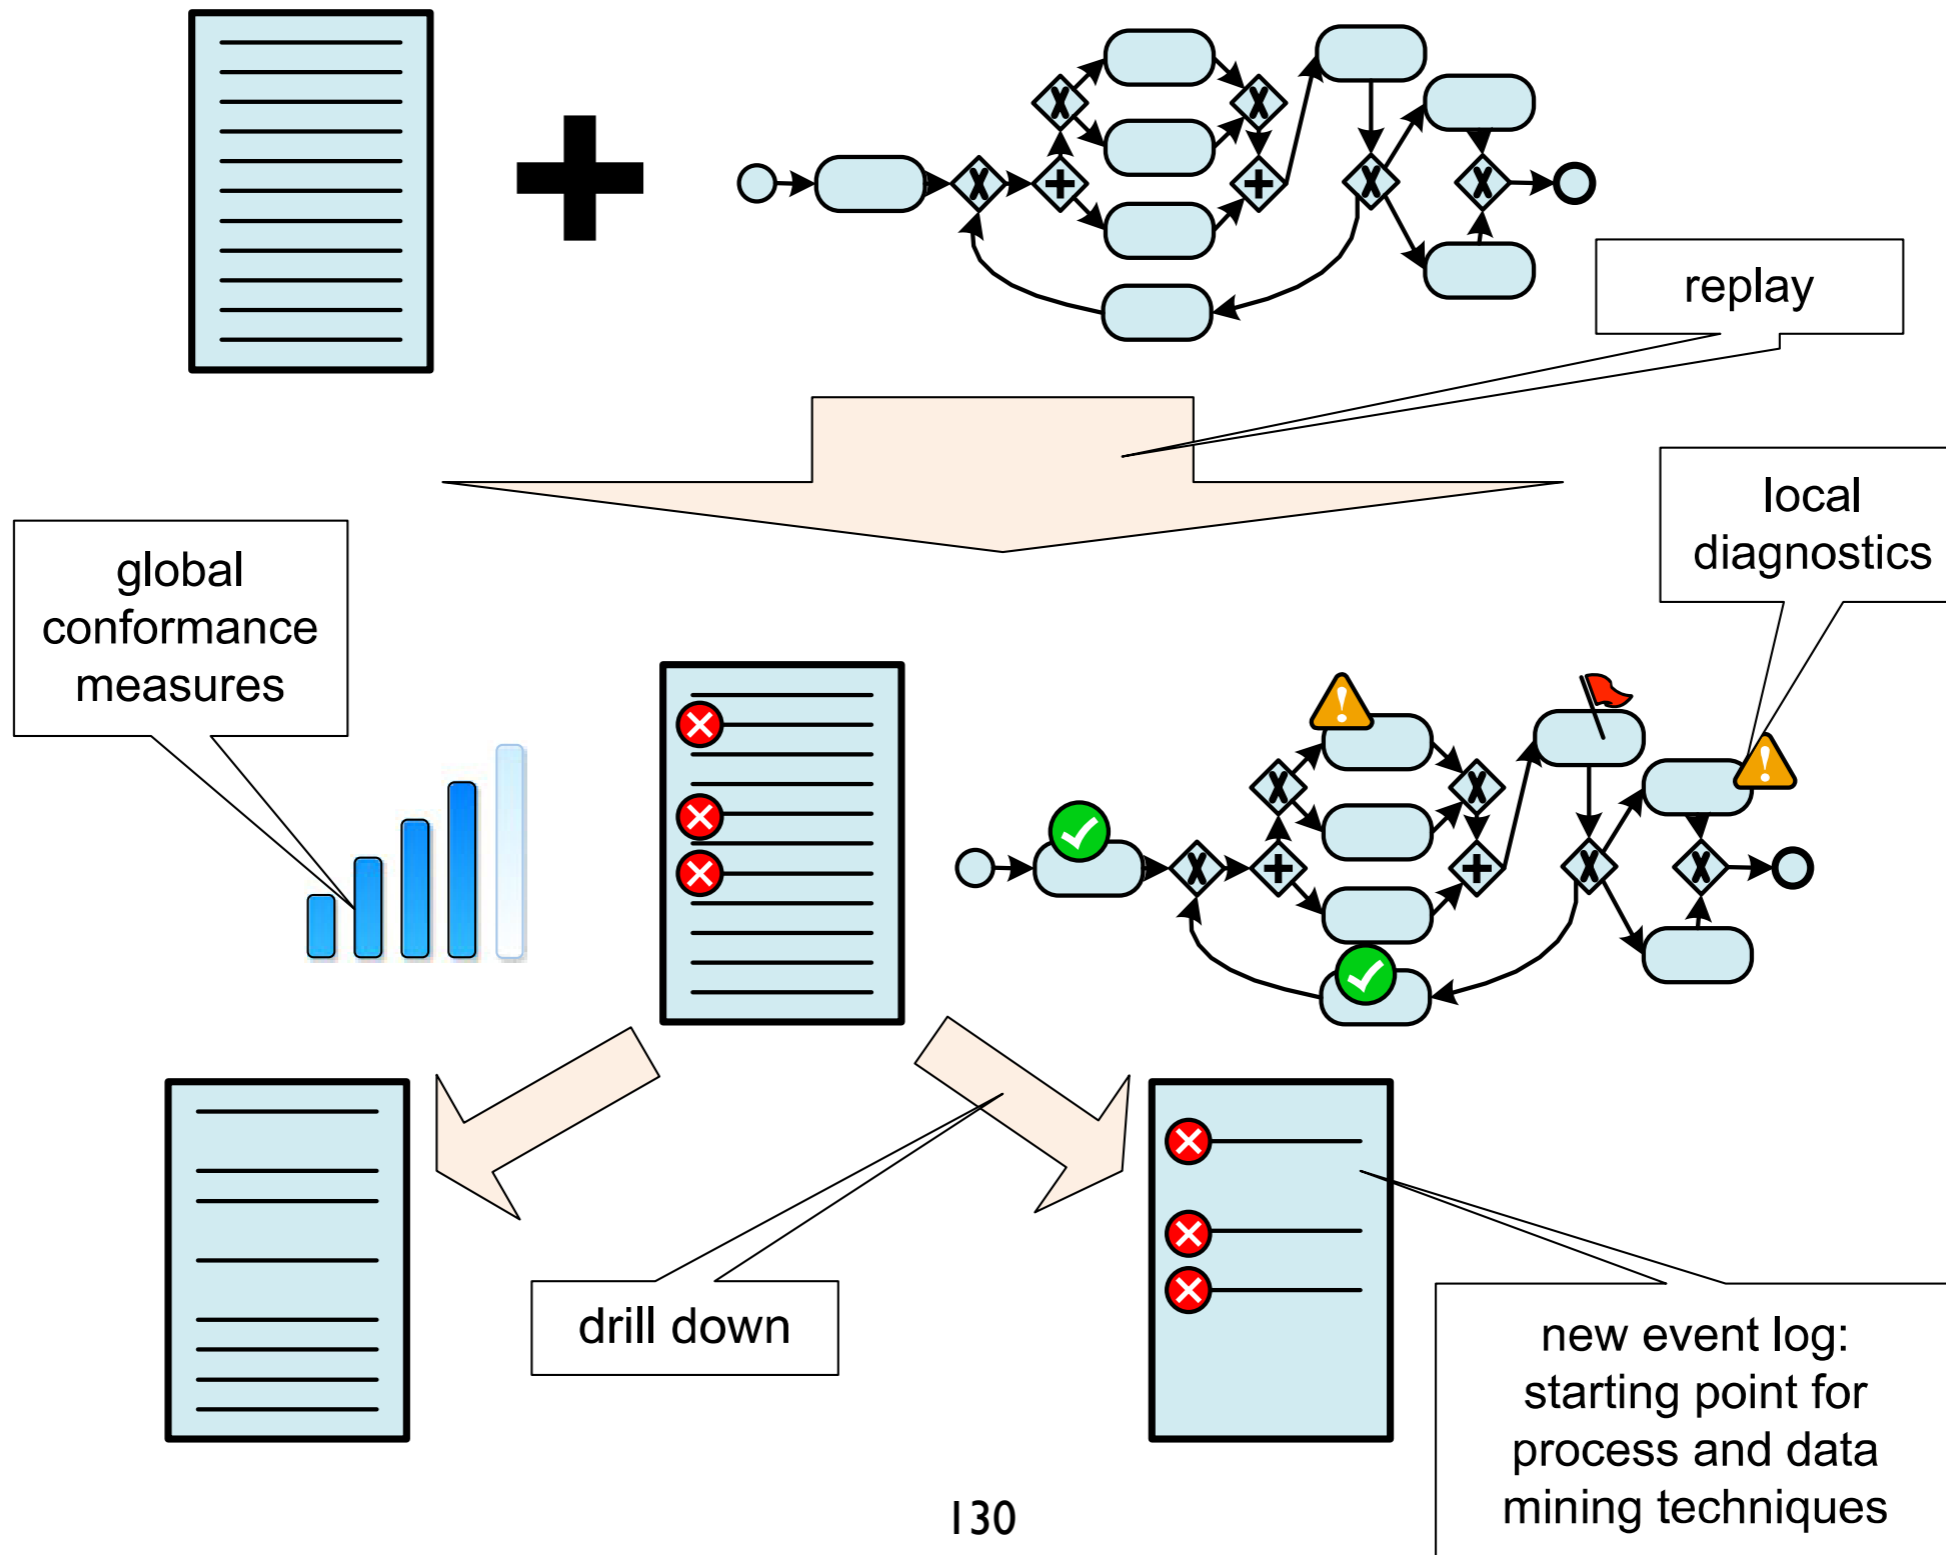 replay
local
diagnostics
global
conformance
measures
drill down
new event log:
starting point for
process and data
mining techniques
130